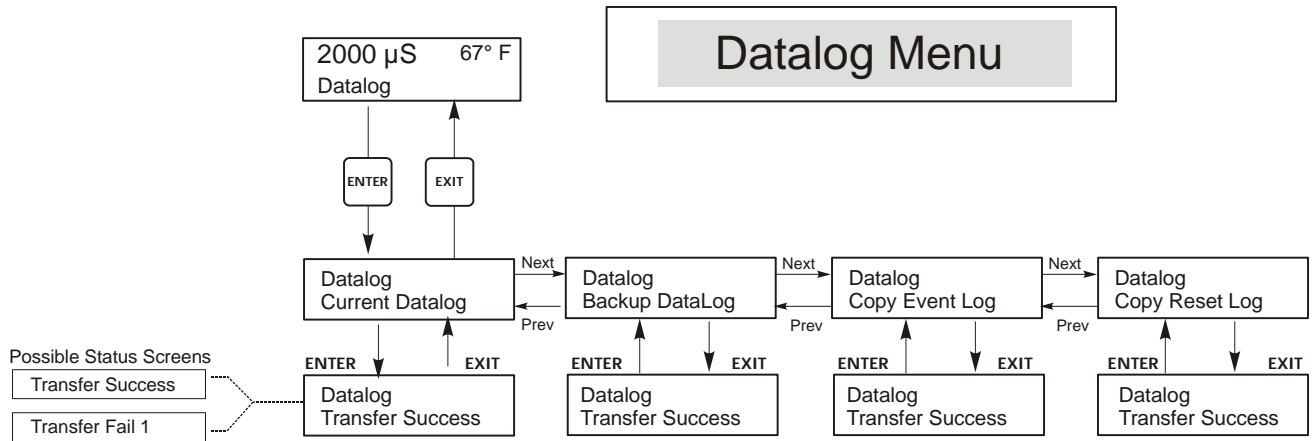 Datalog Menu
2000 µS 67° F
Datalog
ENTER
EXIT
Datalog
Current Datalog
Next
Prev
Datalog
Backup DataLog
Next
Prev
Datalog
Copy Event Log
Next
Prev
Datalog
Copy Reset Log
Possible Status Screens
Transfer Success
Transfer Fail 1
ENTER EXIT
Datalog
Transfer Success
ENTER EXIT
Datalog
Transfer Success
ENTER EXIT
Datalog
Transfer Success
ENTER EXIT
Datalog
Transfer Success